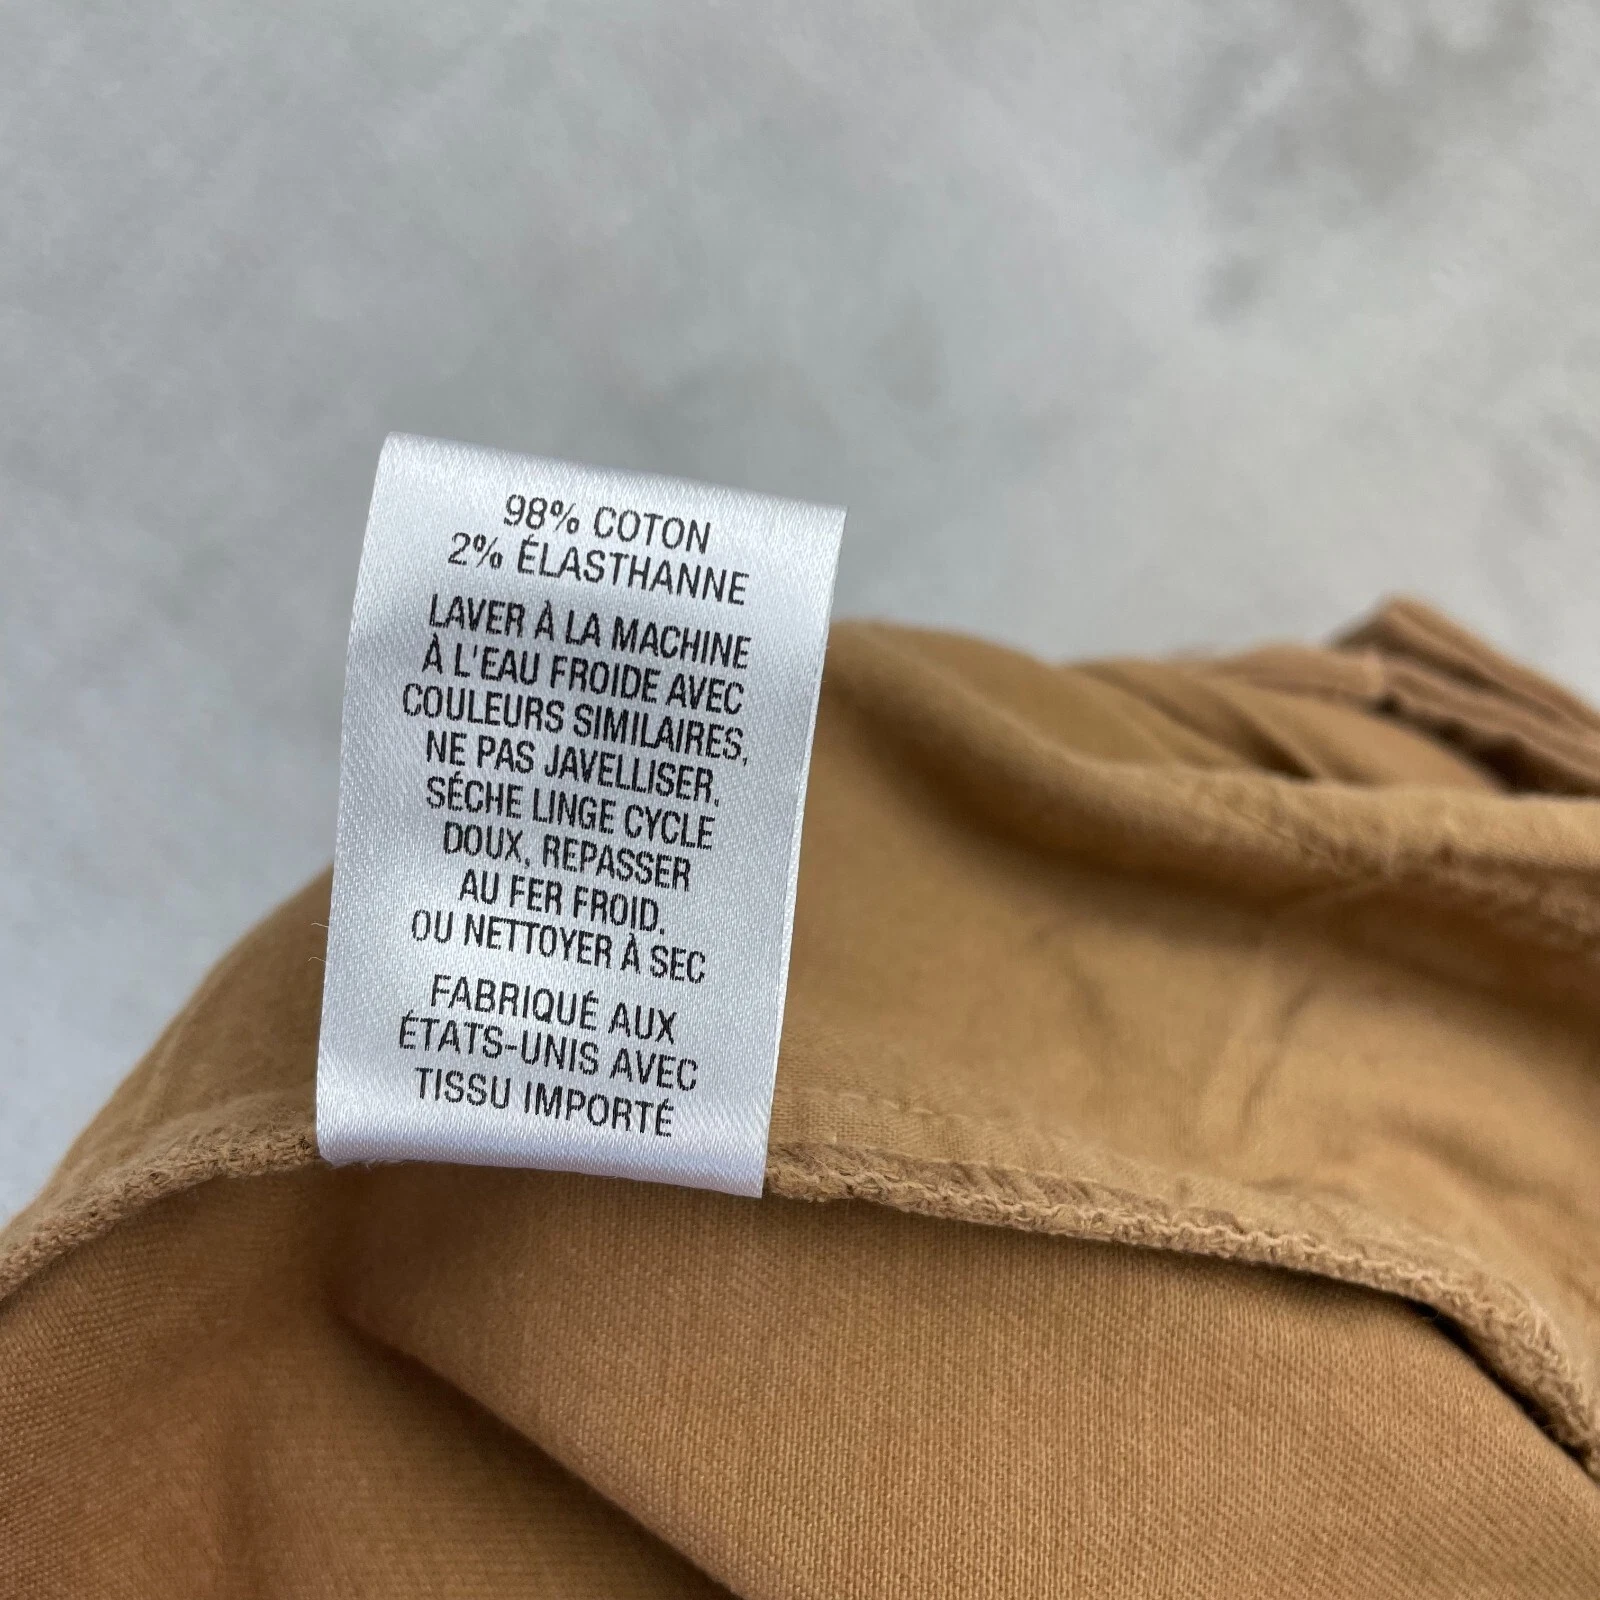 98% COTON
2% ÉLASTHANNE
LAVER À LA MACHINE
À L'EAU FROIDE AVEC
COULEURS SIMILAIRES,
NE PAS JAVELLISER.
SÉCHE LINGE CYCLE
DOUX, REPASSER
AU FER FROID.
OU NETTOYER À SEC
FABRIQUÉ AUX
ÉTATS-UNIS AVEC
TISSU IMPORTÉ